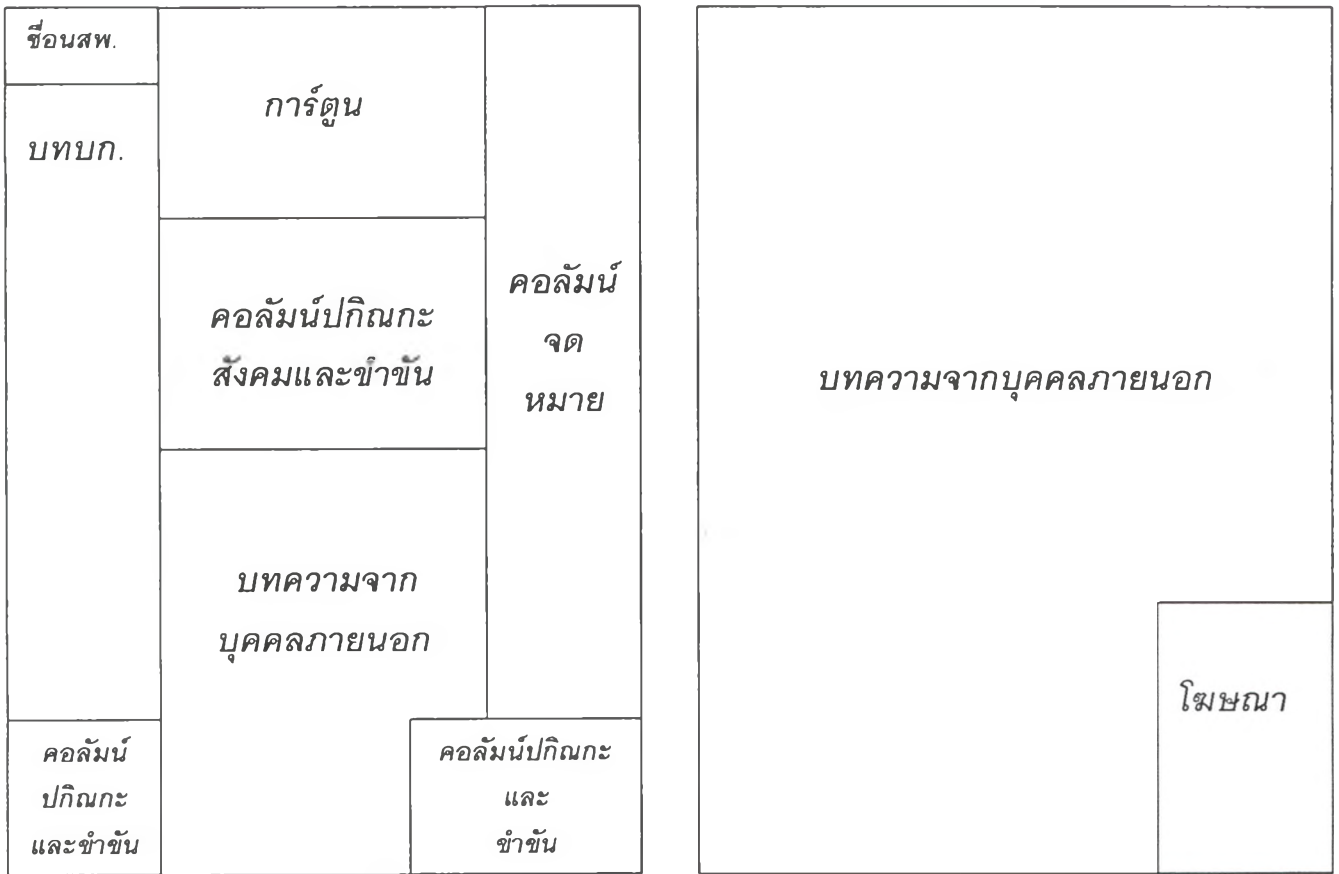 ชื่อนสพ.
บทบก.
การ์ตูน
คอลัมน์ปกิณกะ
สังคมและขำขัน
คอลัมน์
จด
หมาย
บทความจาก
บุคคลภายนอก
คอลัมน์
ปกิณกะ
และขำขัน
คอลัมน์ปกิณกะ
และ
ขำขัน
บทความจากบุคคลภายนอก
โฆษณา